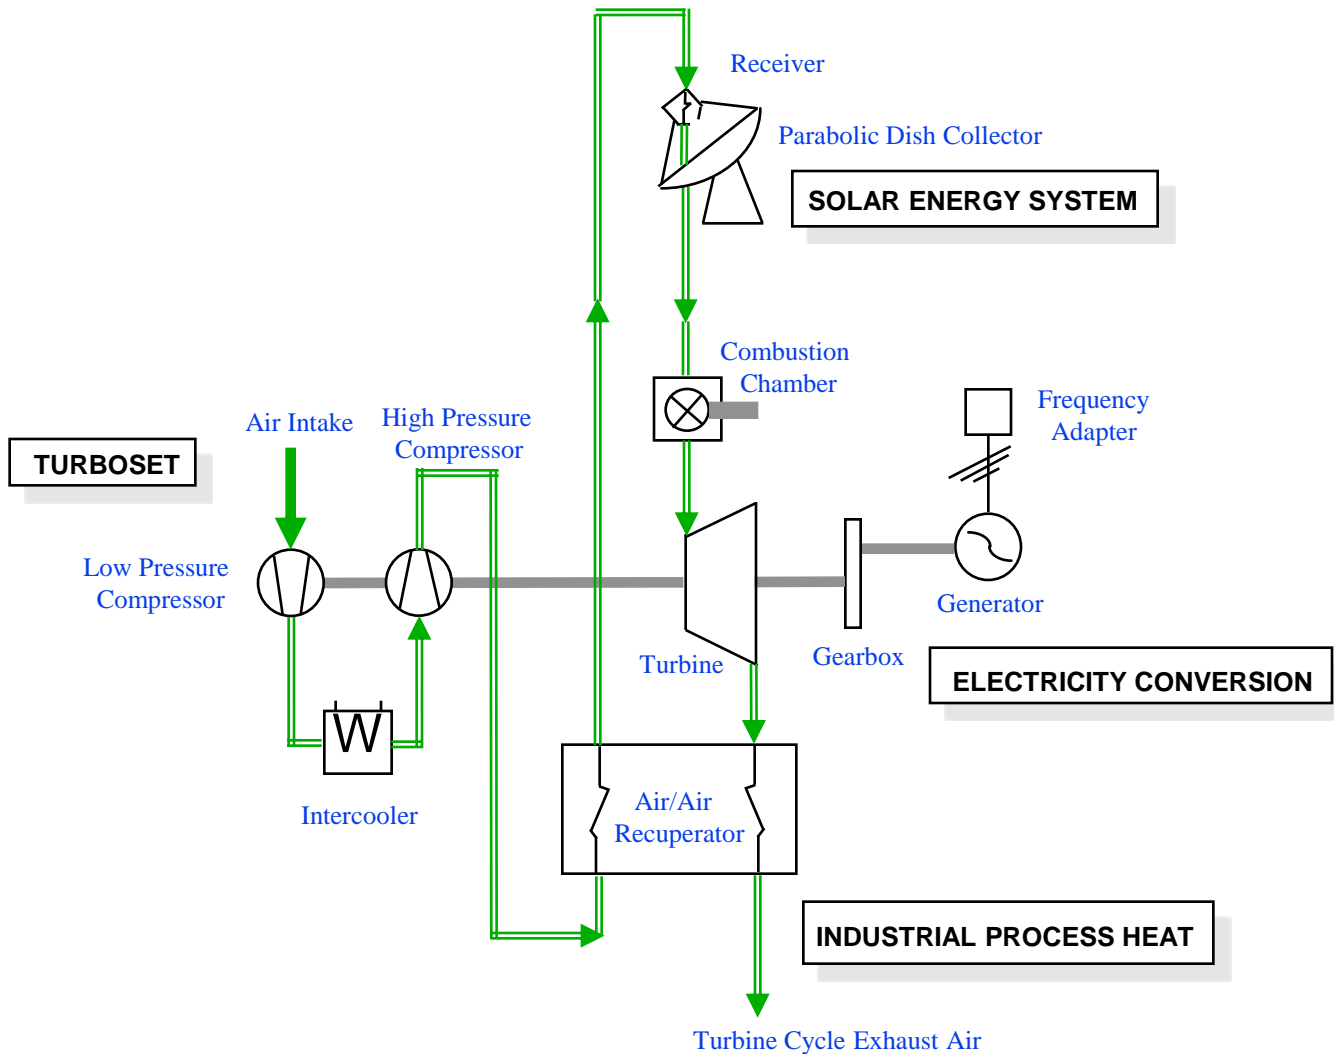 Receiver
Parabolic Dish Collector
SOLAR ENERGY SYSTEM
Combustion
Chamber
Frequency
Adapter
Air Intake
High Pressure
Compressor
TURBOSET
Low Pressure
Compressor
Generator
Turbine
Gearbox
ELECTRICITY CONVERSION
W
Intercooler
Air/Air
Recuperator
INDUSTRIAL PROCESS HEAT
Turbine Cycle Exhaust Air